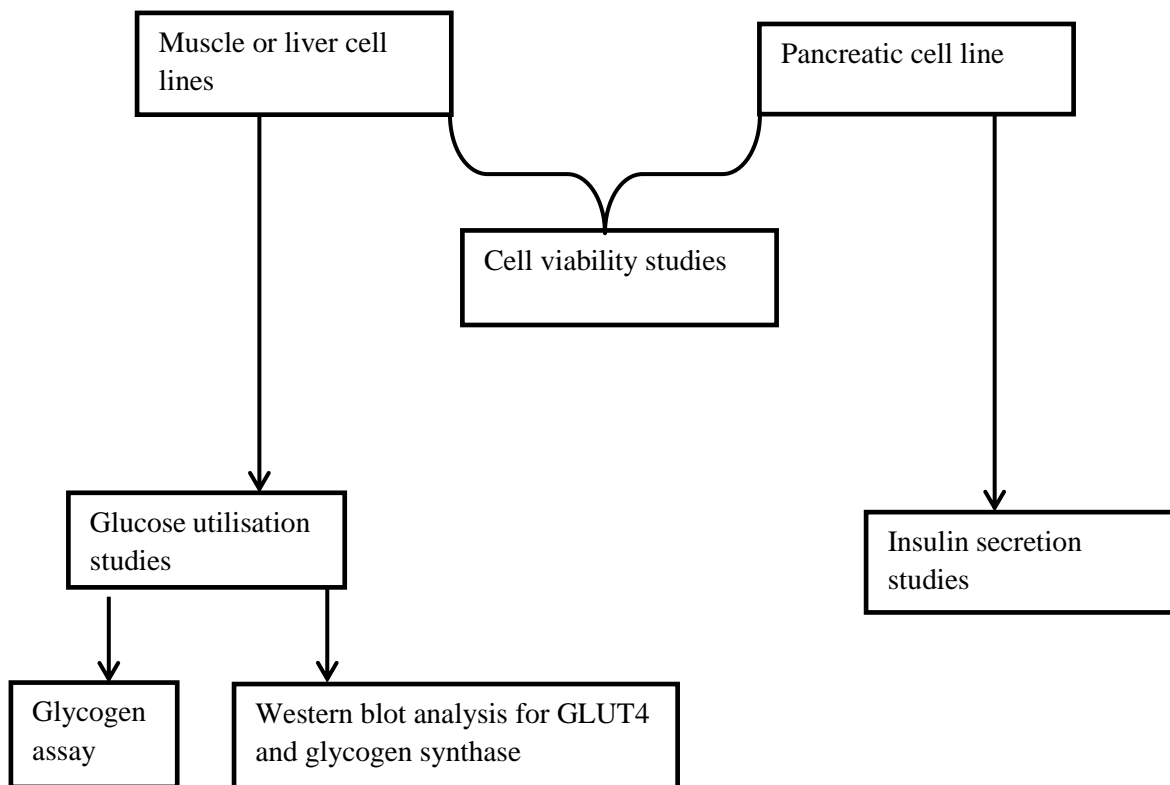 Muscle or liver cell
lines
Pancreatic cell line
Cell viability studies
Glucose utilisation
studies
Insulin secretion
studies
Glycogen
assay
Western blot analysis for GLUT4
and glycogen synthase